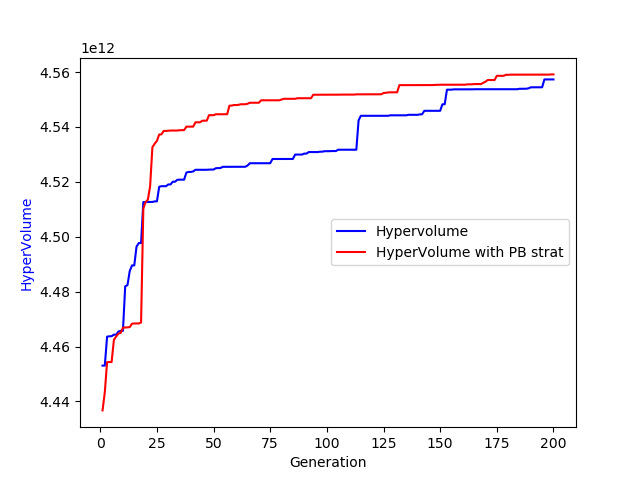 1e12
4.56
4.54
4.52
4.50
4.48
4.46
4.44
HyperVolume
Hypervolume
HyperVolume with PB strat
0 25 50 75 100 125 150 175 200
Generation